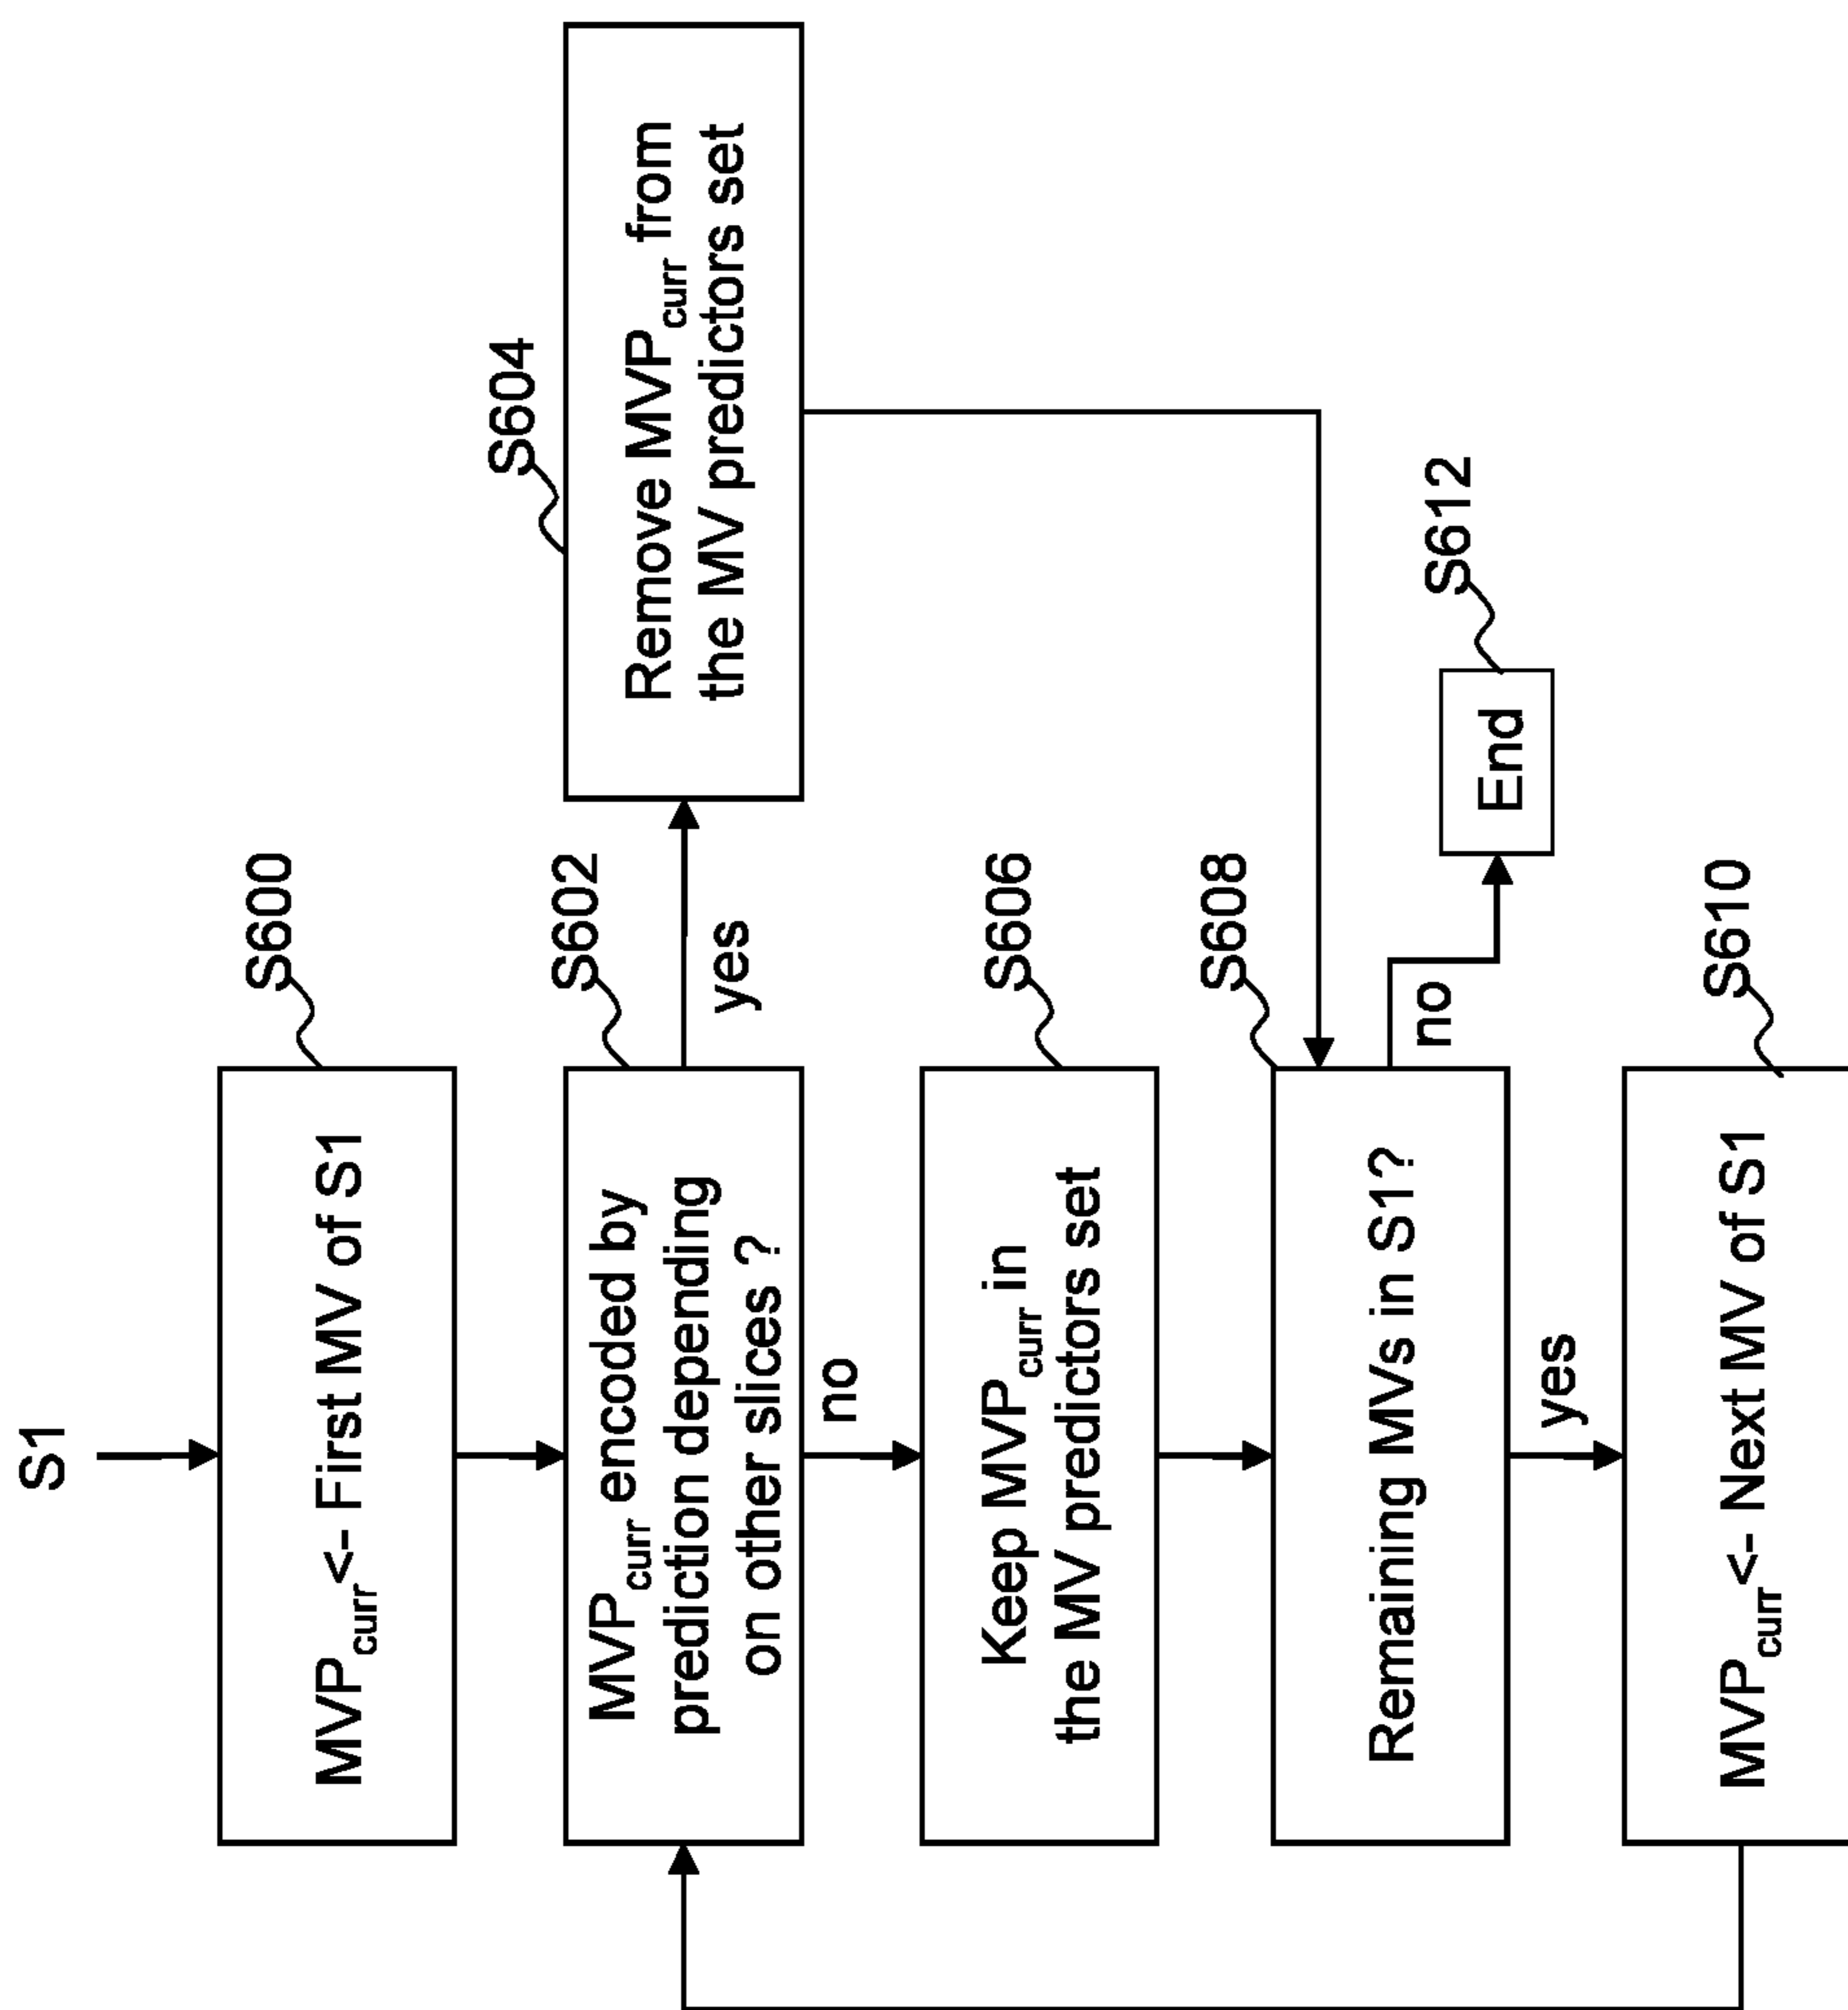 S1
S600
MVPcurr <- First MV of S1
S602
MVPcurr encoded by
prediction depending
on other slices ?
yes
S604
Remove MVPcurr from
the MV predictors set
no
S606
Keep MVPcurr in
the MV predictors set
S608
Remaining MVs in S1?
no
S612
End
yes
S610
MVPcurr <- Next MV of S1